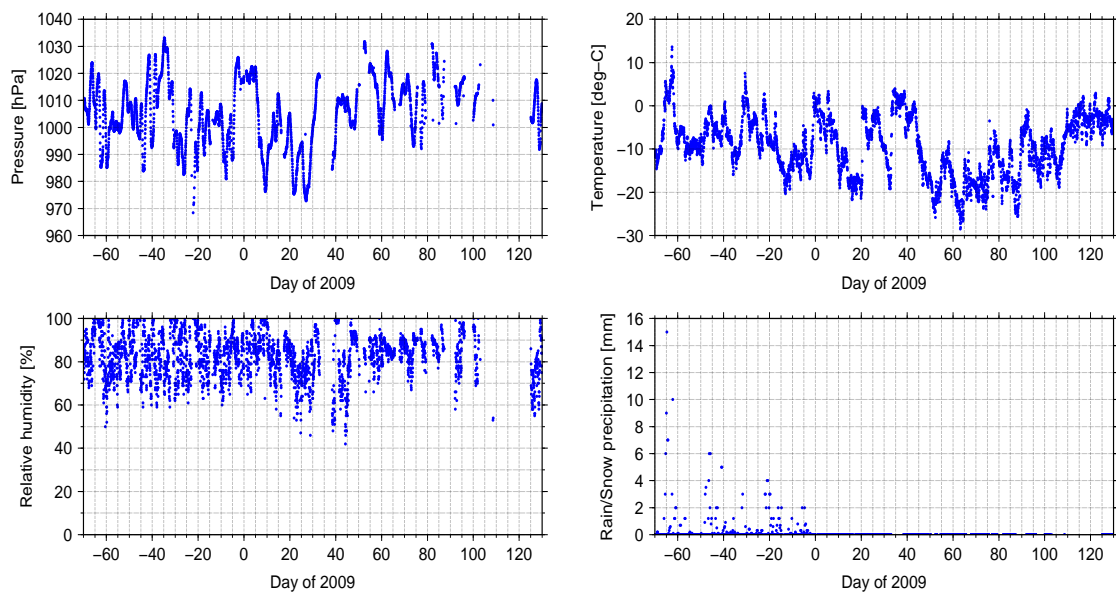 1040
1030
1020
1010
1000
990
980
970
960
Pressure [hPa]
−60 −40 −20 0 20 40 60 80 100 120
Day of 2009
20
10
0
−10
−20
−30
Temperature [deg−C]
−60 −40 −20 0 20 40 60 80 100 120
Day of 2009
100
80
60
40
20
0
Relative humidity [%]
−60 −40 −20 0 20 40 60 80 100 120
Day of 2009
16
14
12
10
8
6
4
2
0
Rain/Snow precipitation [mm]
−60 −40 −20 0 20 40 60 80 100 120
Day of 2009